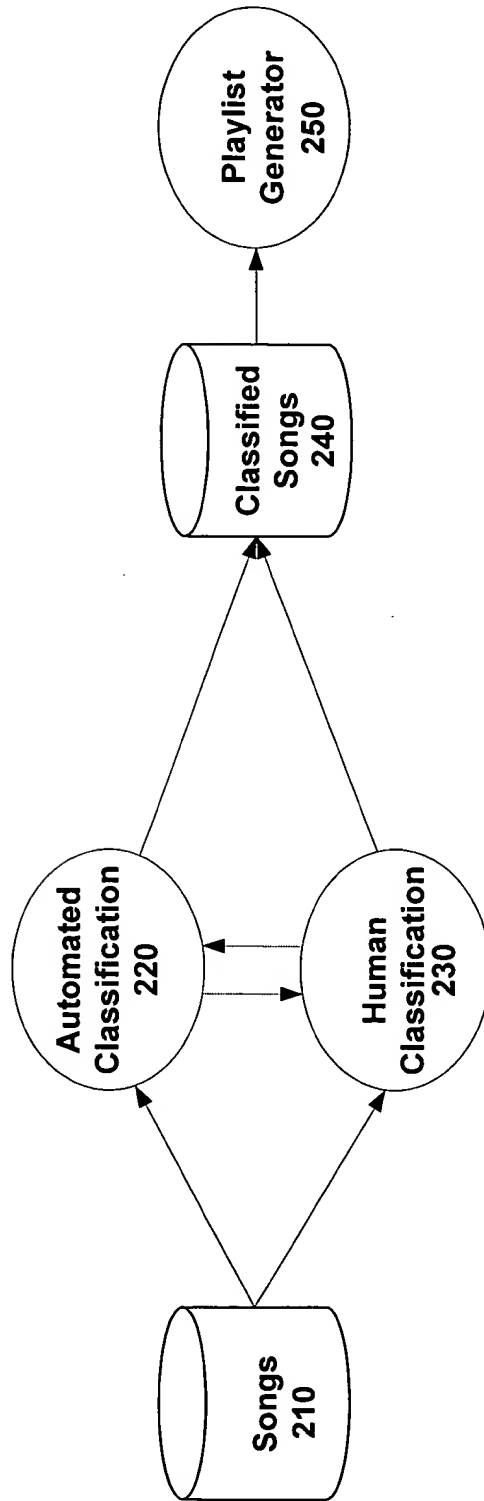 Songs
210
Automated
Classification
220
Human
Classification
230
Classified
Songs
240
Playlist
Generator
250